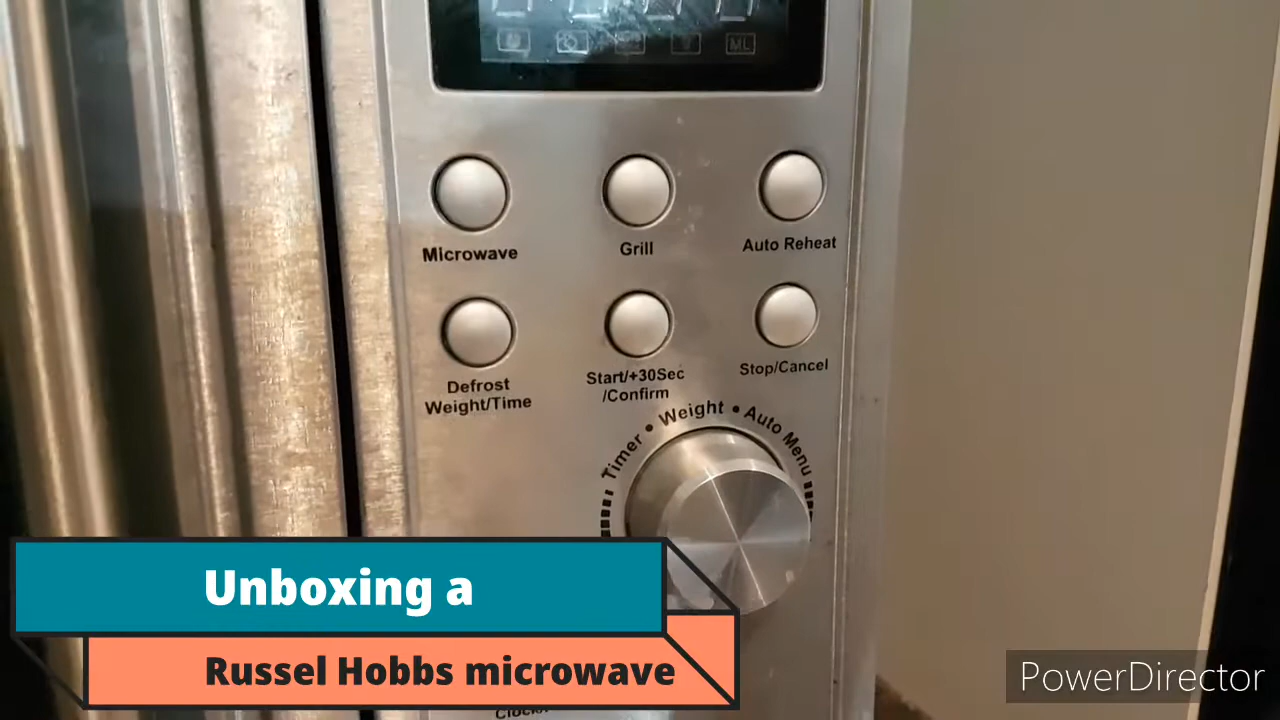 ML
Microwave
Grill
Auto Reheat
Defrost
Weight/Time
Start/+30Sec
/Confirm
Stop/Cancel
Timer • Weight • Auto Menu
Unboxing a
Russel Hobbs microwave
PowerDirector